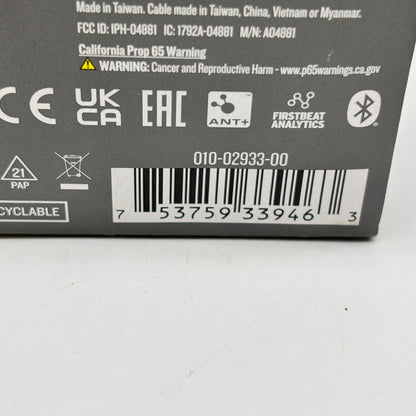 Made in Taiwan. Cable made in Taiwan, China, Vietnam or Myanmar.
FCC ID: IPH-04881 IC: 1792A-04881 M/N: A04881
California Prop 65 Warning
WARNING: Cancer and Reproductive Harm - www.p65warnings.ca.gov
CE UK CA EAC ANT+ FIRSTBEAT ANALYTICS
21
PAP
CYCLABLE
010-02933-00
7 53759 33946 3